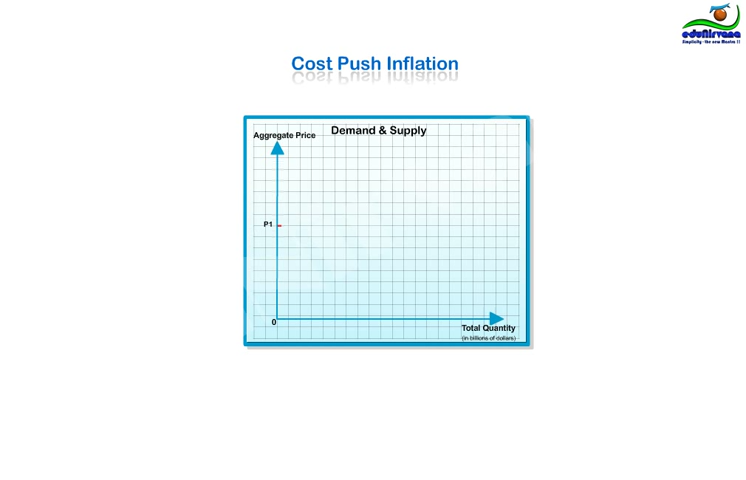 eduNirvana
Simplicity - the new Mantra !!
Cost Push Inflation
Demand & Supply
Aggregate Price
P1
0
Total Quantity
(in billions of dollars)